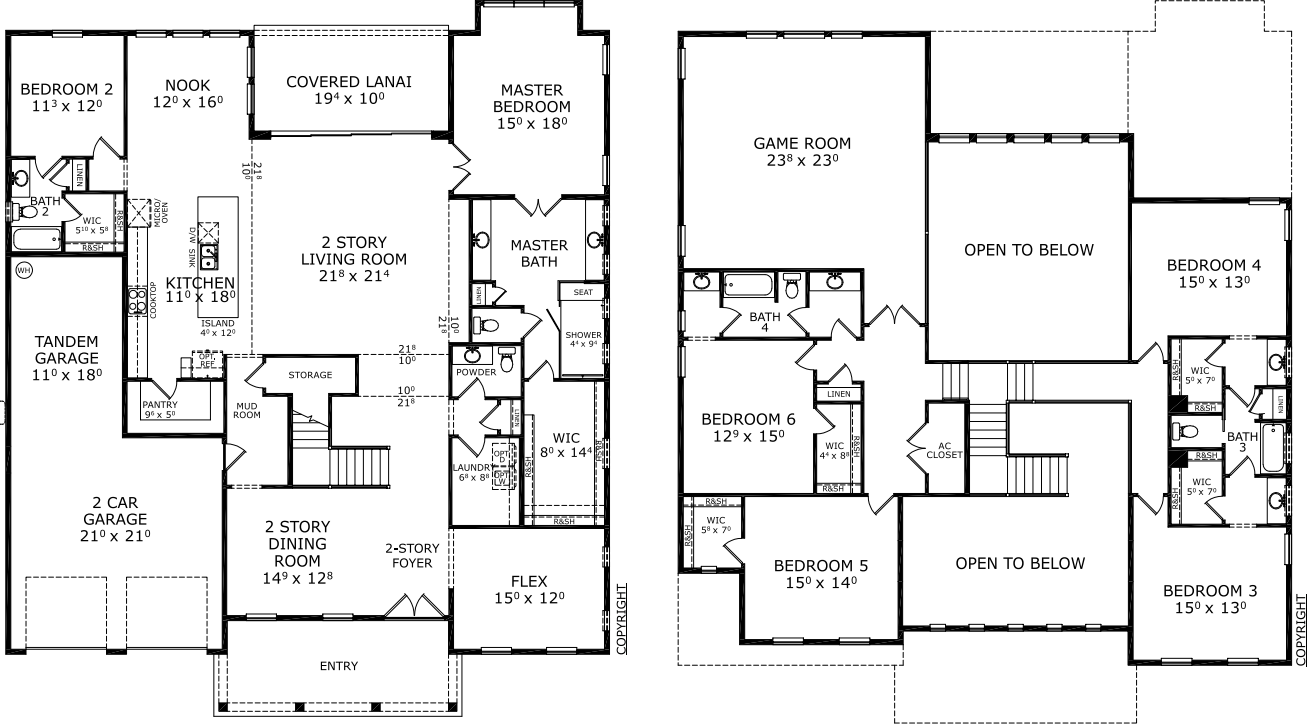 BEDROOM 2
11³ x 12⁰
NOOK
12⁰ x 16⁰
COVERED LANAI
19⁴ x 10⁰
MASTER
BEDROOM
15⁰ x 18⁰
LINEN
BATH
2
WIC
5¹⁰ x 5⁸
R&SH
R&SH
MICRO/
OVEN
21⁸
10⁰
D/W
SINK
KITCHEN
11⁰ x 18⁰
COOKTOP
ISLAND
4⁰ x 12⁰
OPT.
REF.
2 STORY
LIVING ROOM
21⁸ x 21⁴
10⁰
21⁸
MASTER
BATH
LINEN
SEAT
SHOWER
4⁴ x 9⁴
WH
TANDEM
GARAGE
11⁰ x 18⁰
PANTRY
9⁶ x 5⁰
MUD
ROOM
STORAGE
21⁸
10⁰
10⁰
21⁸
POWDER
LINEN
LAUNDRY
6⁸ x 8⁸
OPT.
D
OPT.
W
WIC
8⁰ x 14⁴
R&SH
R&SH
R&SH
2 CAR
GARAGE
21⁰ x 21⁰
2 STORY
DINING
ROOM
14⁹ x 12⁸
2-STORY
FOYER
FLEX
15⁰ x 12⁰
ENTRY
COPYRIGHT
GAME ROOM
23⁸ x 23⁰
OPEN TO BELOW
BEDROOM 4
15⁰ x 13⁰
BATH
4
LINEN
BEDROOM 6
12⁹ x 15⁰
WIC
4⁴ x 8⁸
R&SH
R&SH
AC
CLOSET
WIC
5⁰ x 7⁰
R&SH
R&SH
LINEN
BATH
3
R&SH
WIC
5⁰ x 7⁰
R&SH
R&SH
WIC
5⁸ x 7⁰
R&SH
BEDROOM 5
15⁰ x 14⁰
OPEN TO BELOW
BEDROOM 3
15⁰ x 13⁰
COPYRIGHT